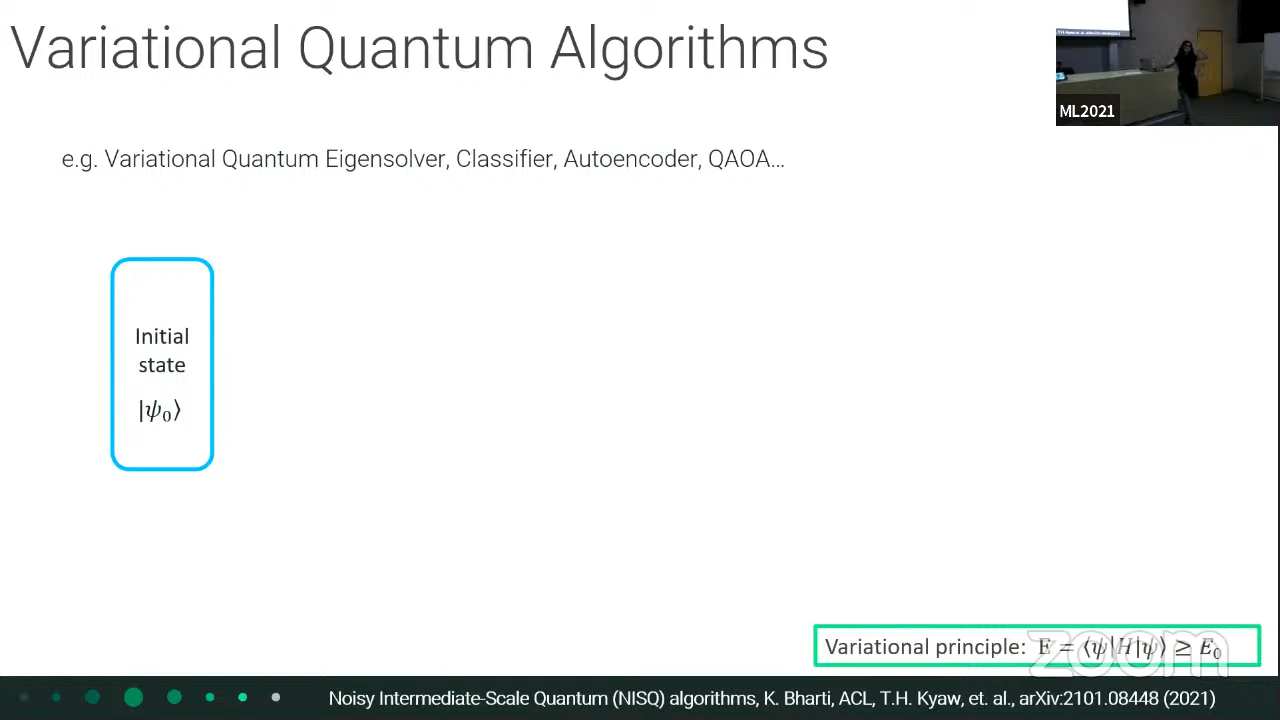 Variational Quantum Algorithms
ML2021
e.g. Variational Quantum Eigensolver, Classifier, Autoencoder, QAOA…
Initial
state
|ψ₀⟩
Variational principle: E = ⟨ψ|H|ψ⟩ ≥ E₀
zoom
Noisy Intermediate-Scale Quantum (NISQ) algorithms, K. Bharti, ACL, T.H. Kyaw, et. al., arXiv:2101.08448 (2021)